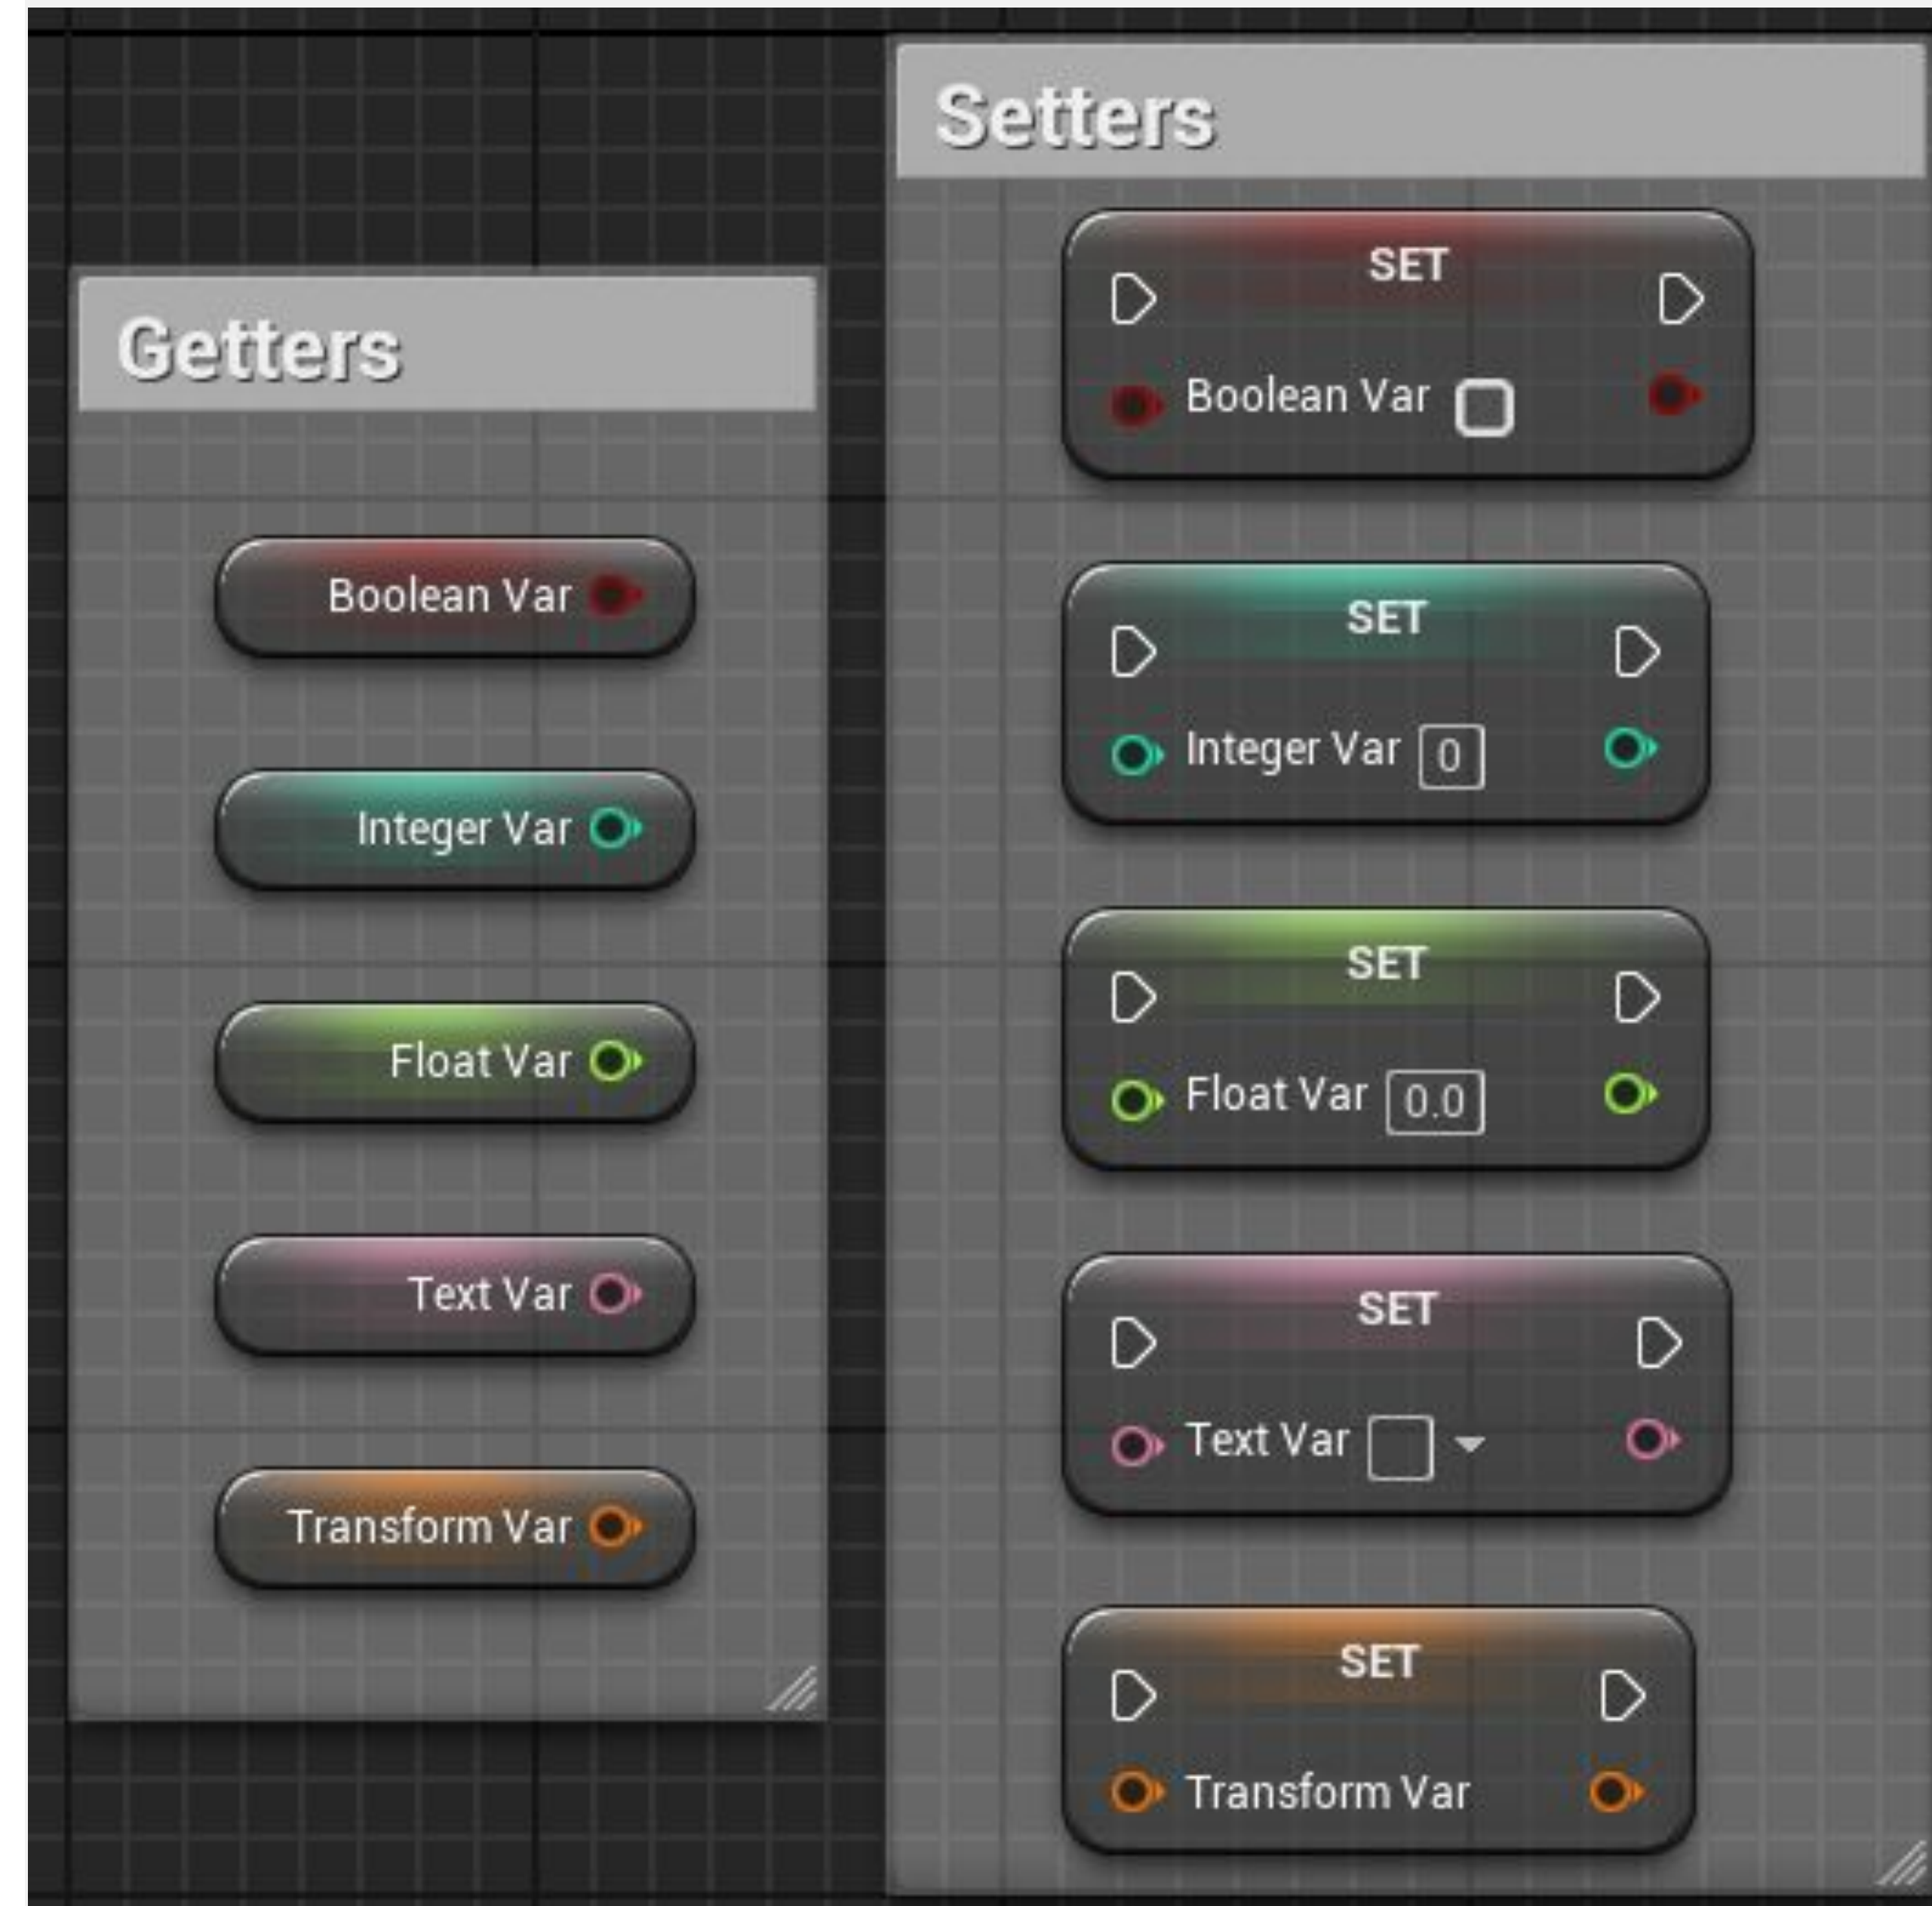 Getters
Boolean Var
Integer Var
Float Var
Text Var
Transform Var
Setters
SET
Boolean Var
SET
Integer Var 0
SET
Float Var 0.0
SET
Text Var
SET
Transform Var